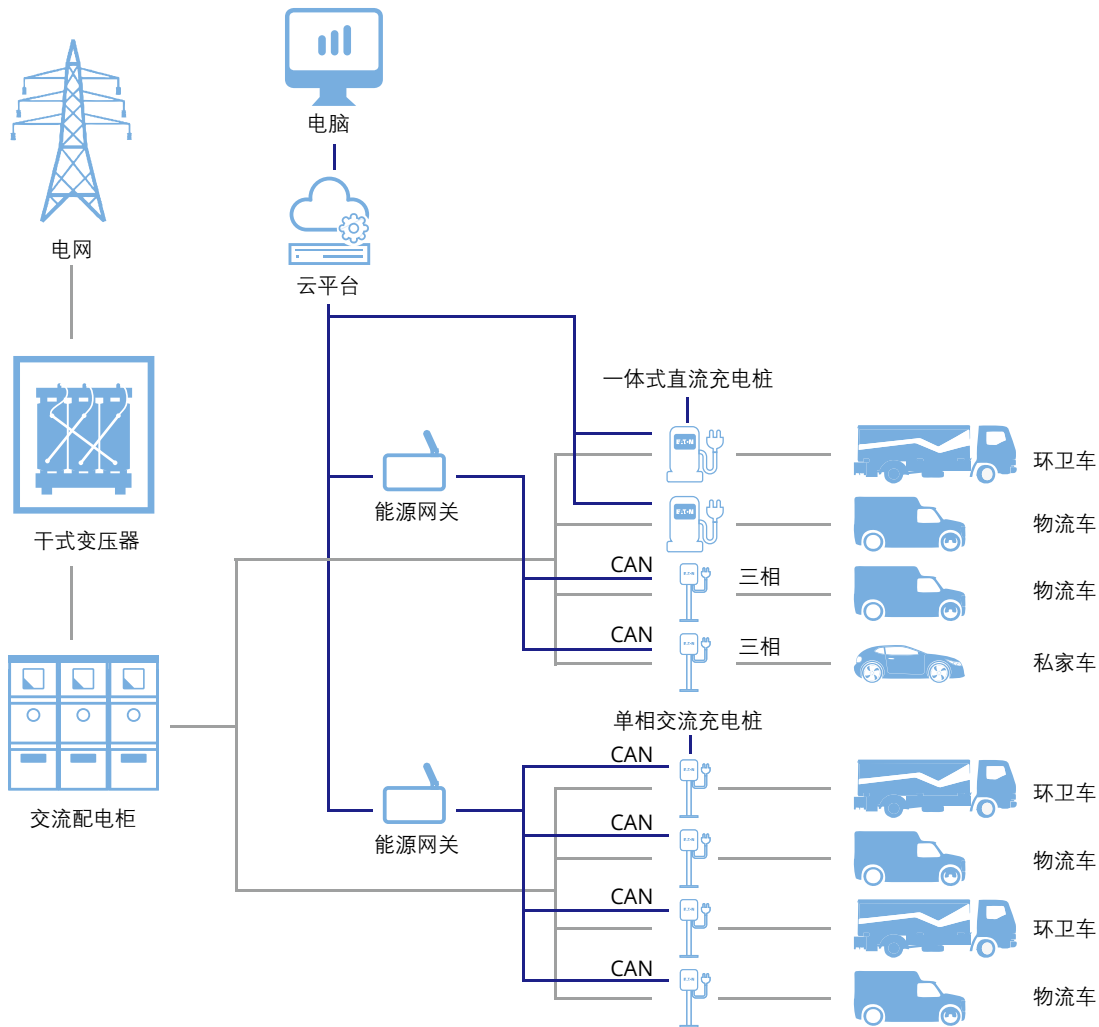 电脑
电网
云平台
一体式直流充电桩
EATON
环卫车
能源网关
EATON
物流车
干式变压器
CAN
三相
物流车
CAN
三相
私家车
单相交流充电桩
CAN
环卫车
交流配电柜
能源网关
CAN
物流车
CAN
环卫车
CAN
物流车